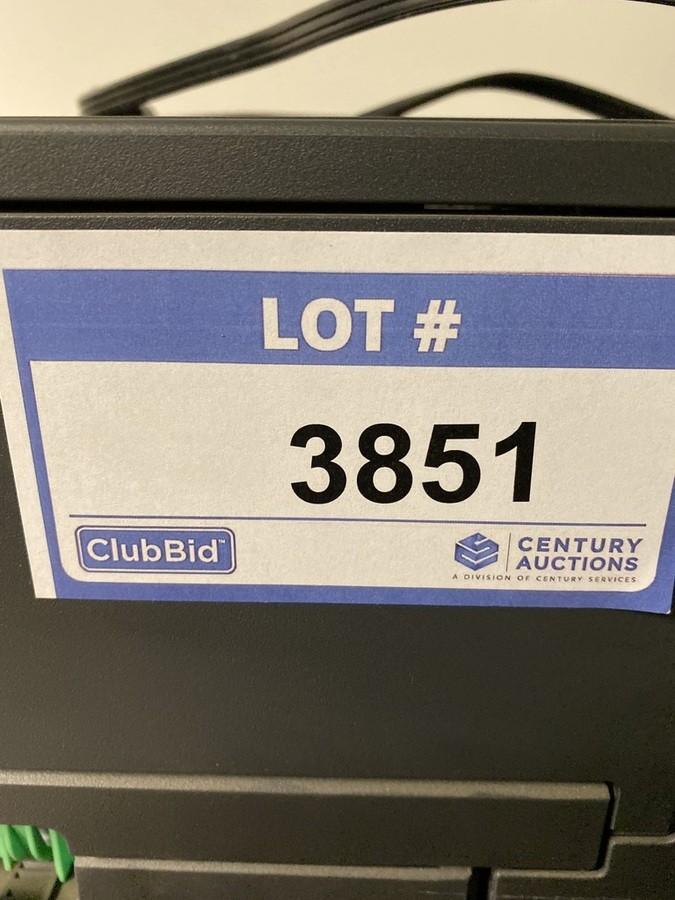 LOT #
3851
ClubBid™
CENTURY
AUCTIONS
A DIVISION OF CENTURY SERVICES